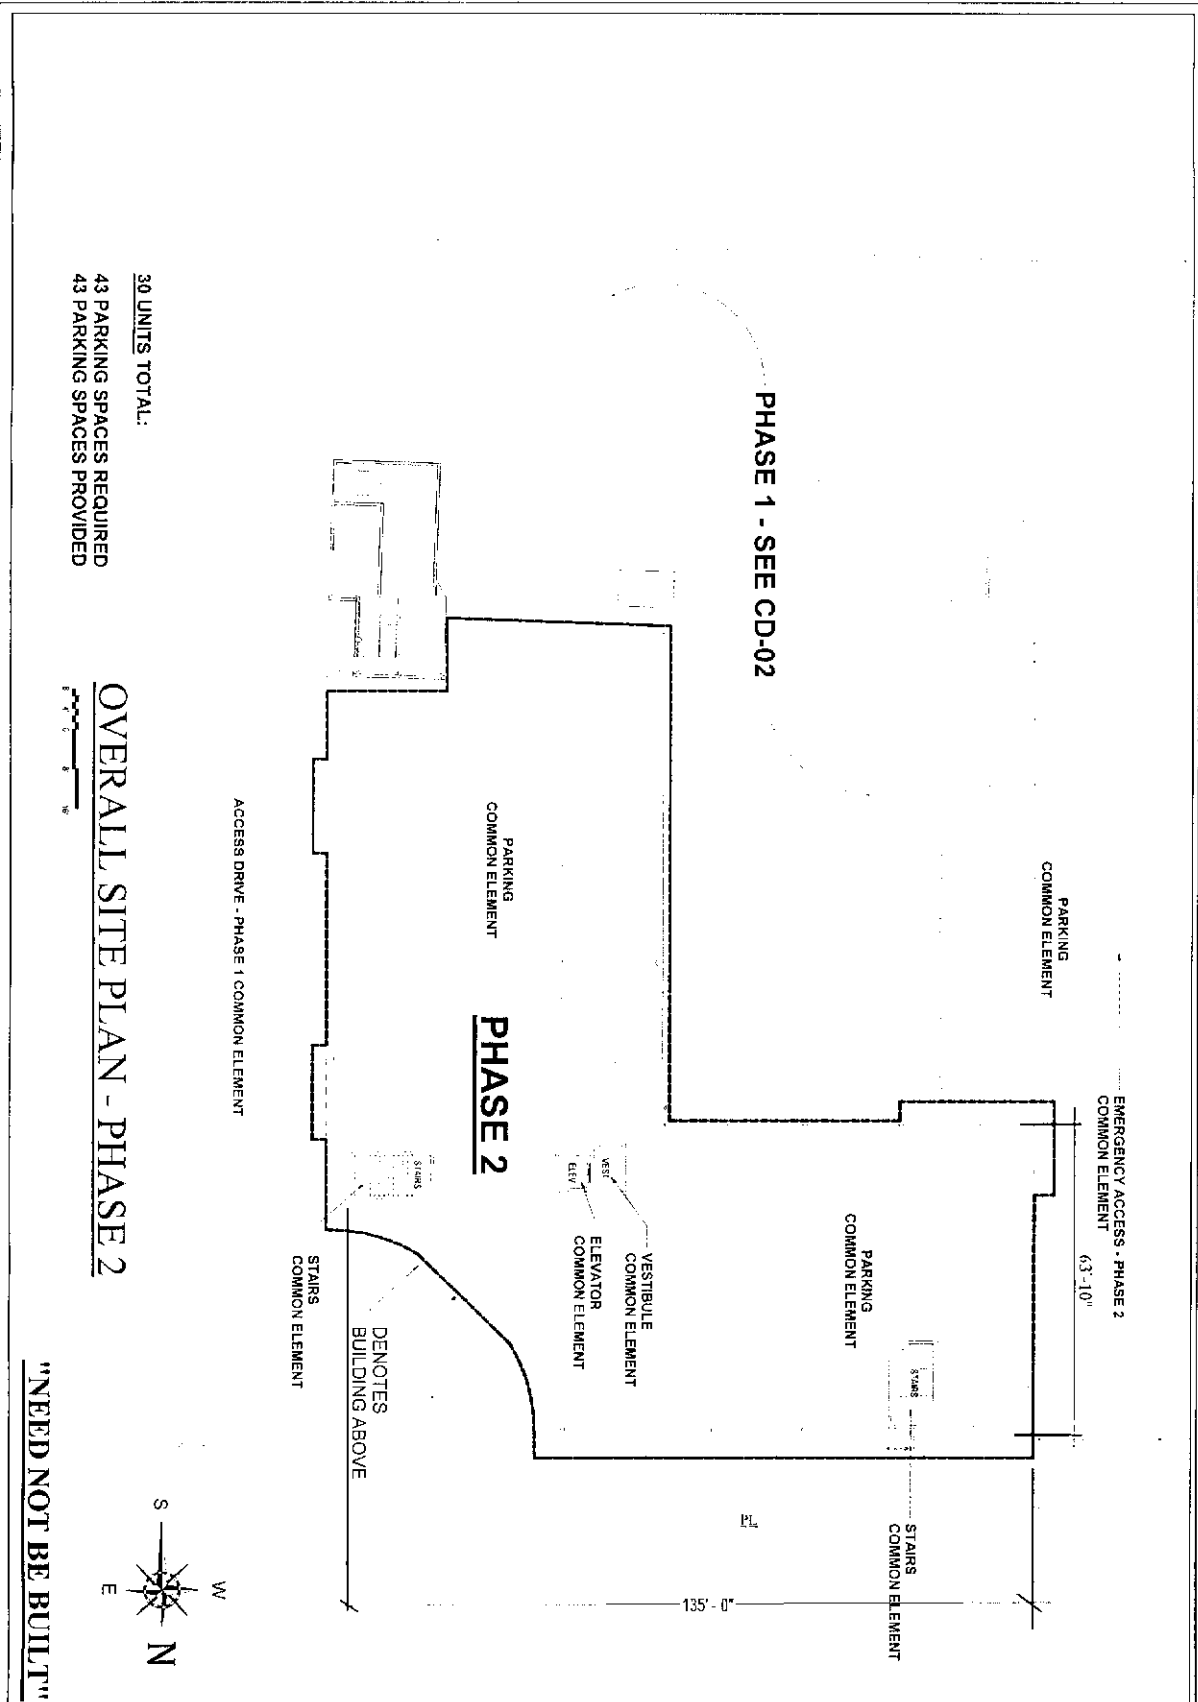 PHASE 1 - SEE CD-02
PARKING
COMMON ELEMENT
EMERGENCY ACCESS - PHASE 2
COMMON ELEMENT
63'-10"
PARKING
COMMON ELEMENT
STAIRS
STAIRS
COMMON ELEMENT
PL
135' - 0"
PARKING
COMMON ELEMENT
PHASE 2
VEST
ELEV
VESTIBULE
COMMON ELEMENT
ELEVATOR
COMMON ELEMENT
STAIRS
STAIRS
COMMON ELEMENT
DENOTES
BUILDING ABOVE
ACCESS DRIVE - PHASE 1 COMMON ELEMENT
30 UNITS TOTAL:
43 PARKING SPACES REQUIRED
43 PARKING SPACES PROVIDED
OVERALL SITE PLAN - PHASE 2
8'
16'
W
S
N
E
"NEED NOT BE BUILT"